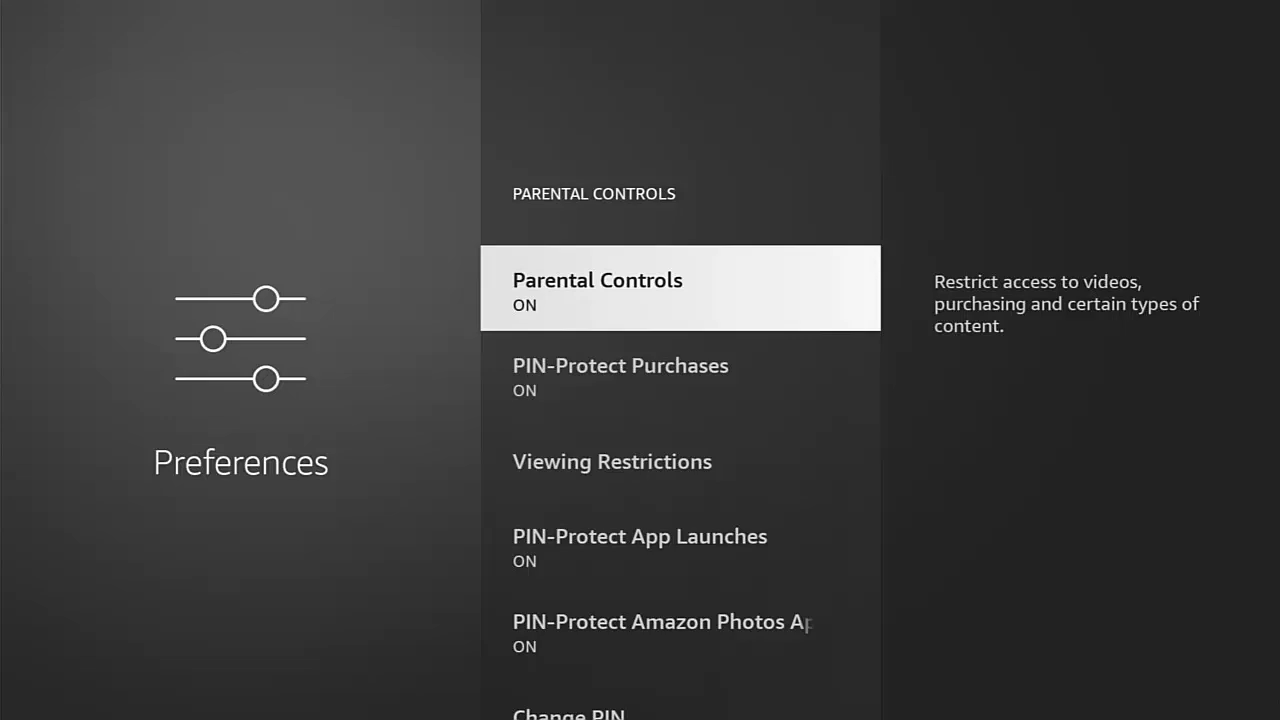 PARENTAL CONTROLS
Parental Controls
ON
Restrict access to videos,
purchasing and certain types of
content.
PIN-Protect Purchases
ON
Preferences
Viewing Restrictions
PIN-Protect App Launches
ON
PIN-Protect Amazon Photos Ap
ON
Change PIN